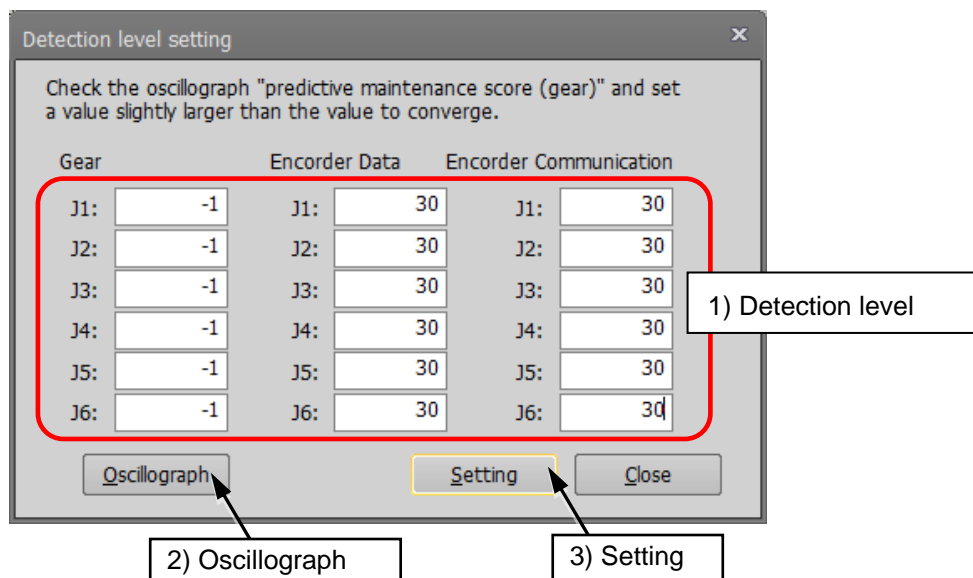 Detection level setting x
Check the oscillograph "predictive maintenance score (gear)" and set
a value slightly larger than the value to converge.
Gear Encorder Data Encorder Communication
J1: -1 J1: 30 J1: 30
J2: -1 J2: 30 J2: 30
J3: -1 J3: 30 J3: 30
J4: -1 J4: 30 J4: 30
J5: -1 J5: 30 J5: 30
J6: -1 J6: 30 J6: 30
1) Detection level
Oscillograph Setting Close
2) Oscillograph 3) Setting